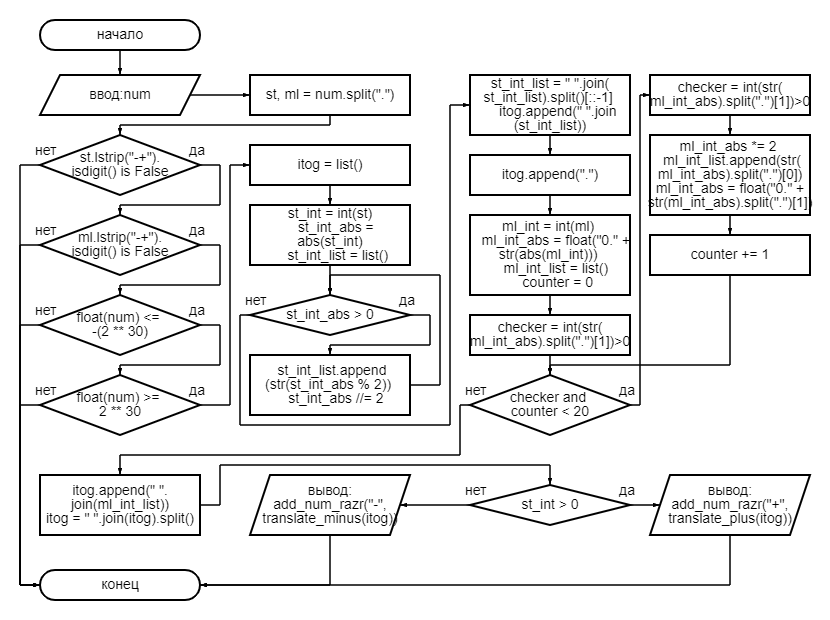 начало
ввод:num
st, ml = num.split(".")
нет
да
st.lstrip("-+").
isdigit() is False
нет
да
ml.lstrip("-+").
isdigit() is False
нет
да
float(num) <=
-(2 ** 30)
нет
да
float(num) >=
2 ** 30
itog = list()
st_int = int(st)
st_int_abs =
abs(st_int)
st_int_list = list()
нет
да
st_int_abs > 0
st_int_list.append
(str(st_int_abs % 2))
st_int_abs //= 2
st_int_list = " ".join(
st_int_list).split()[::-1]
itog.append(" ".join
(st_int_list))
itog.append(".")
ml_int = int(ml)
ml_int_abs = float("0." +
str(abs(ml_int)))
ml_int_list = list()
counter = 0
checker = int(str(
ml_int_abs).split(".")[1])>0
нет
да
checker and
counter < 20
checker = int(str(
ml_int_abs).split(".")[1])>0
ml_int_abs *= 2
ml_int_list.append(str(
ml_int_abs).split(".")[0])
ml_int_abs = float("0." +
str(ml_int_abs).split(".")[1])
counter += 1
itog.append(" ".
join(ml_int_list))
itog = " ".join(itog).split()
нет
да
st_int > 0
вывод:
add_num_razr("-",
translate_minus(itog))
вывод:
add_num_razr("+",
translate_plus(itog))
конец